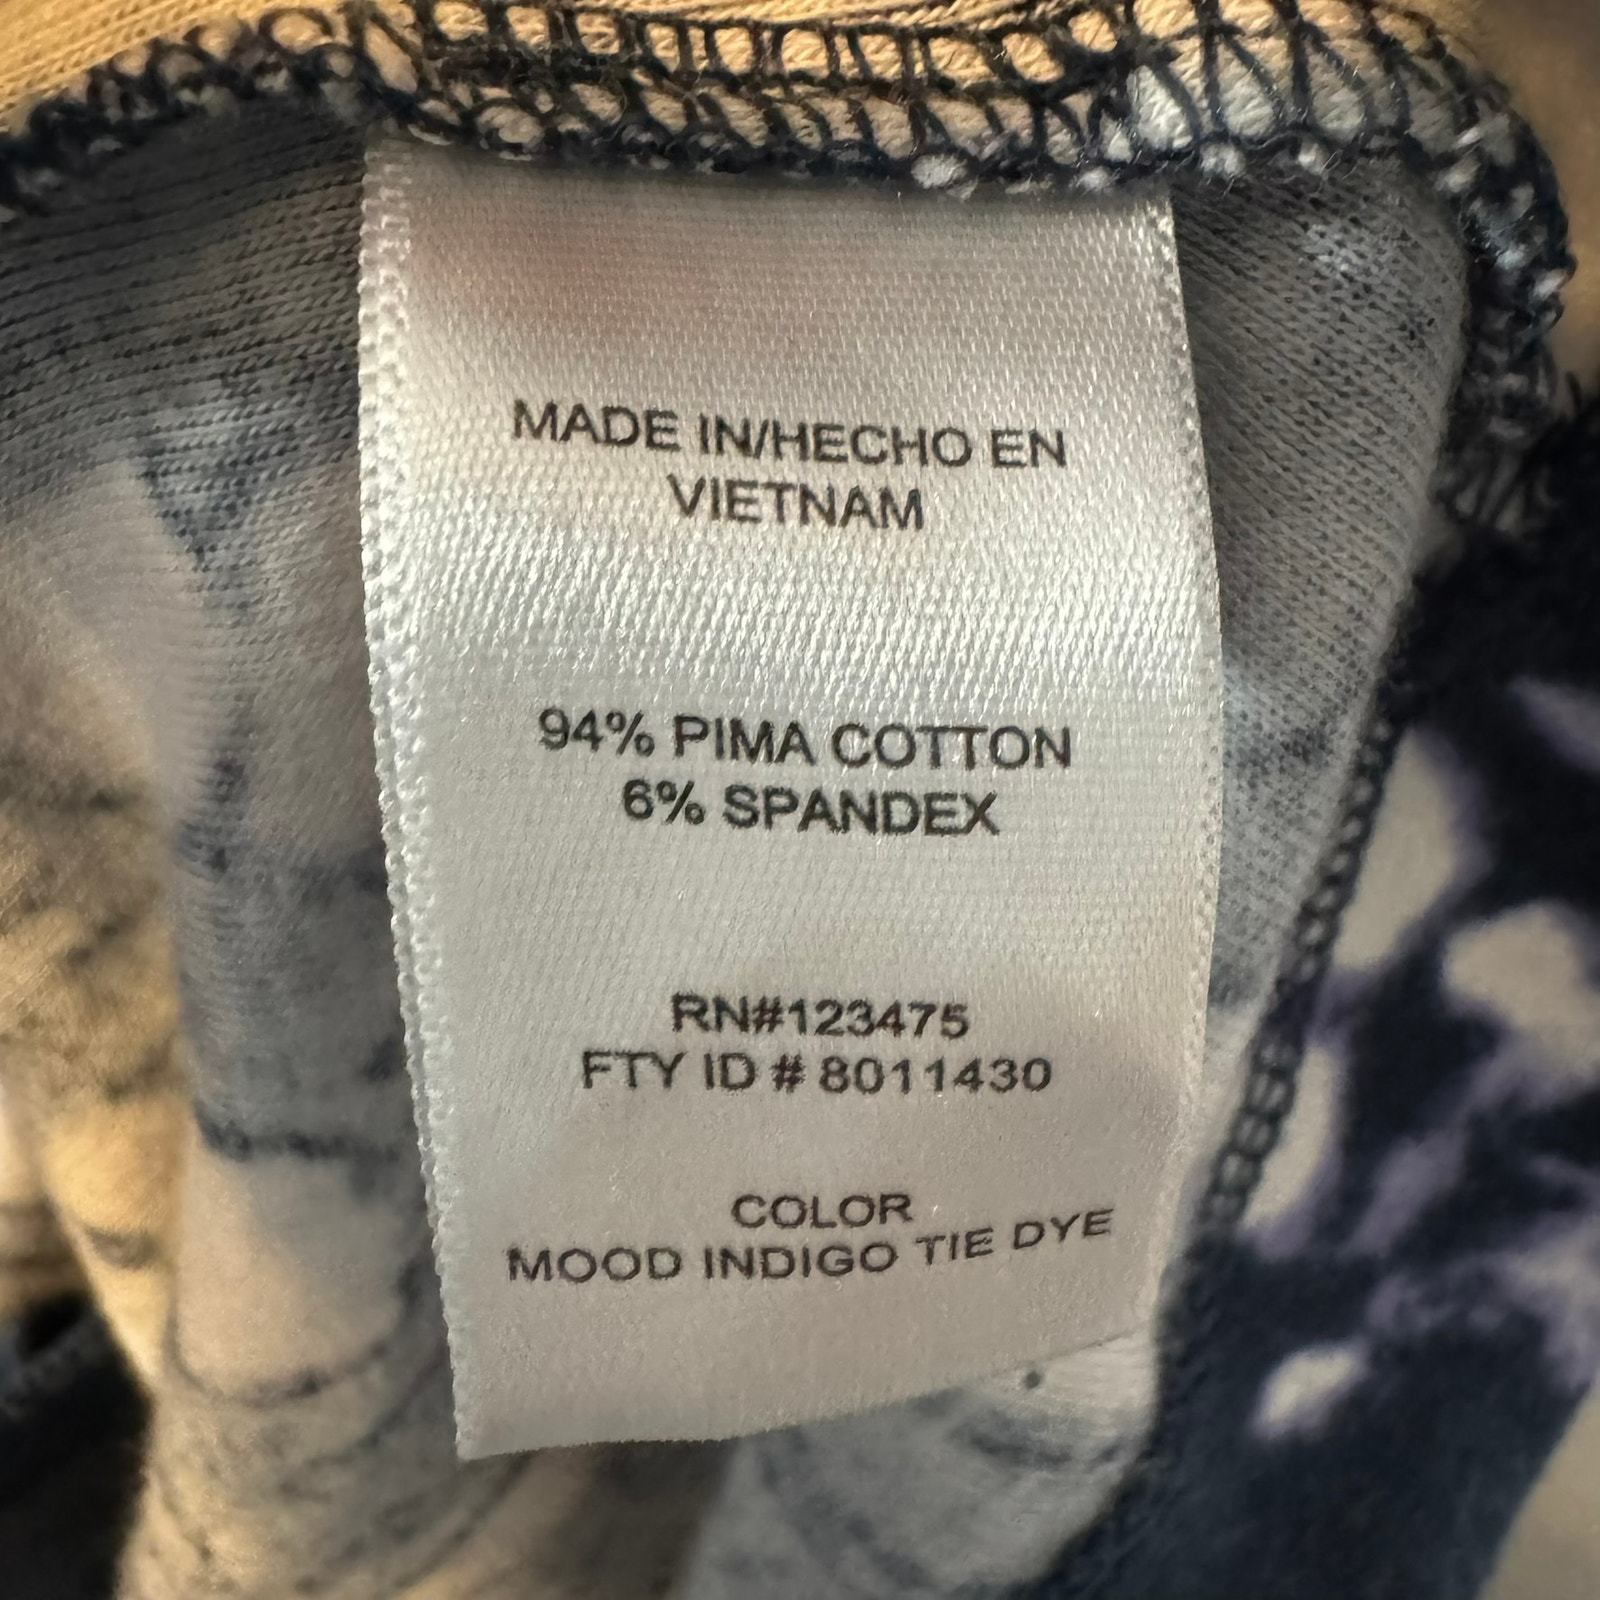 MADE IN/HECHO EN
VIETNAM
94% PIMA COTTON
6% SPANDEX
RN#123475
FTY ID # 8011430
COLOR
MOOD INDIGO TIE DYE